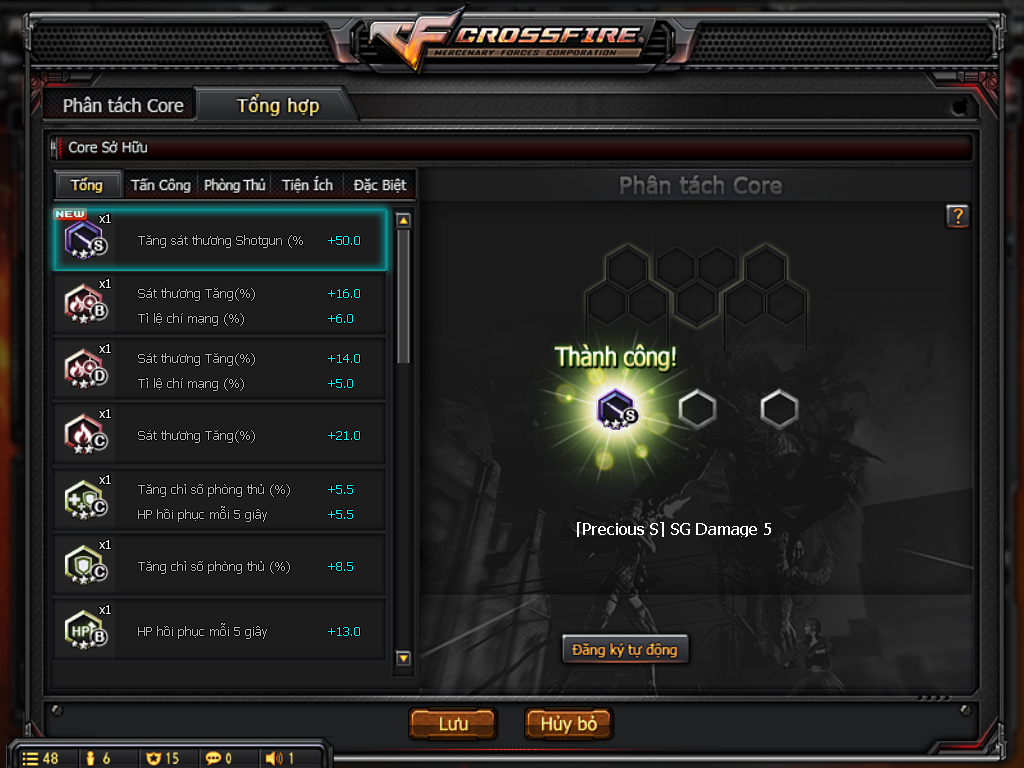 CROSSFIRE
MERCENARY FORCES CORPORATION
Phân tách Core
Tổng hợp
Core Sở Hữu
Tổng
Tấn Công
Phòng Thủ
Tiện Ích
Đặc Biệt
Phân tách Core
?
NEW
x1
S
Tăng sát thương Shotgun (%
+50.0
x1
B
Sát thương Tăng(%)
+16.0
Tỉ lệ chí mạng (%)
+6.0
x1
D
Sát thương Tăng(%)
+14.0
Tỉ lệ chí mạng (%)
+5.0
x1
C
Sát thương Tăng(%)
+21.0
x1
C
Tăng chỉ số phòng thủ (%)
+5.5
HP hồi phục mỗi 5 giây
+5.5
x1
C
Tăng chỉ số phòng thủ (%)
+8.5
x1
HP
B
HP hồi phục mỗi 5 giây
+13.0
Thành công!
S
[Precious S] SG Damage 5
Đăng ký tự động
Lưu
Hủy bỏ
48
6
15
0
1